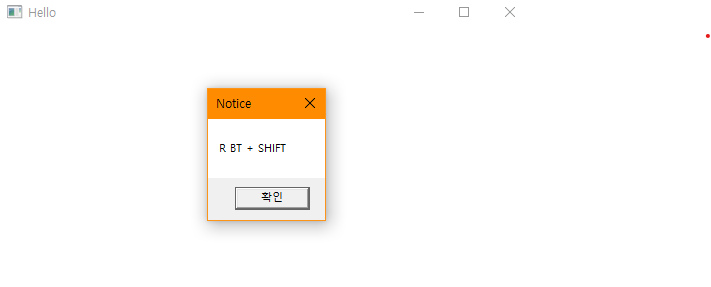 Hello
Notice
R BT + SHIFT
확인